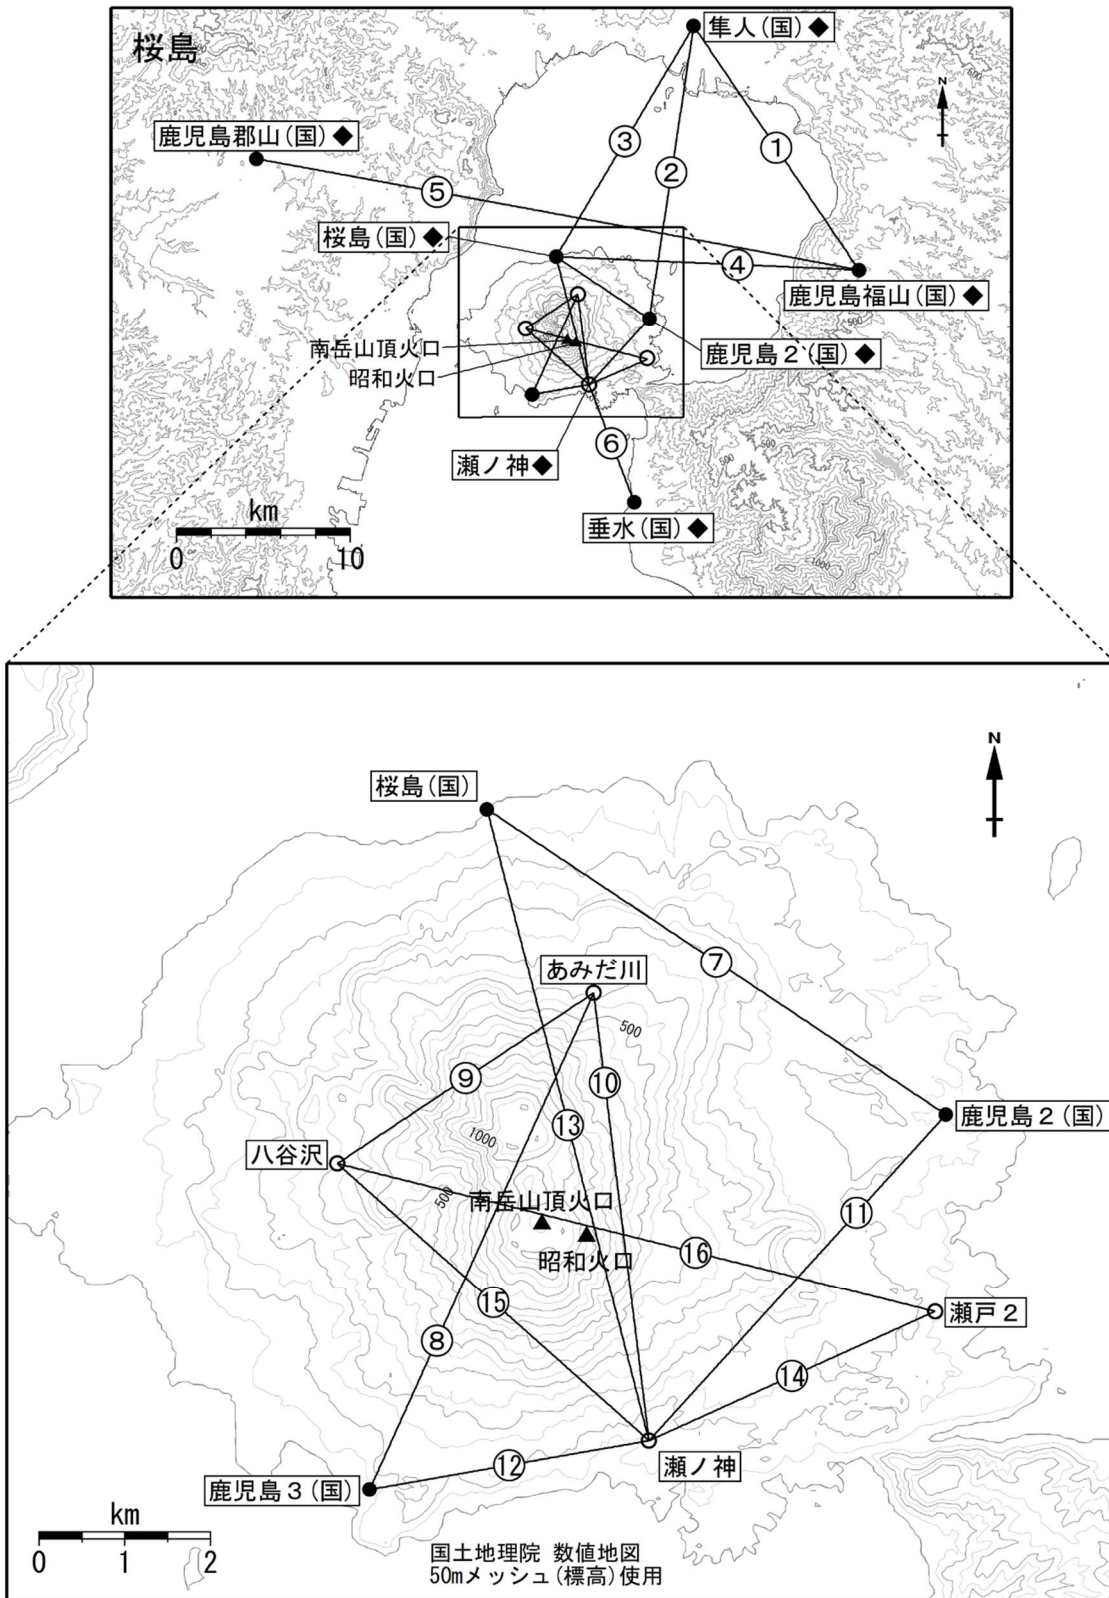 桜島
隼人(国)◆
N
鹿児島郡山(国)◆
③
①
②
⑤
桜島(国)◆
④
鹿児島福山(国)◆
500
600
南岳山頂火口
昭和火口
鹿児島2(国)◆
⑥
瀬ノ神◆
500
500
km
0
10
垂水(国)◆
1000
桜島(国)
N
⑦
あみだ川
500
⑨
⑩
鹿児島2(国)
⑬
1000
八谷沢
500
南岳山頂火口
⑪
昭和火口
⑯
⑮
瀬戸2
⑧
⑭
瀬ノ神
⑫
鹿児島3(国)
km
0 1 2
国土地理院 数値地図
50mメッシュ(標高)使用